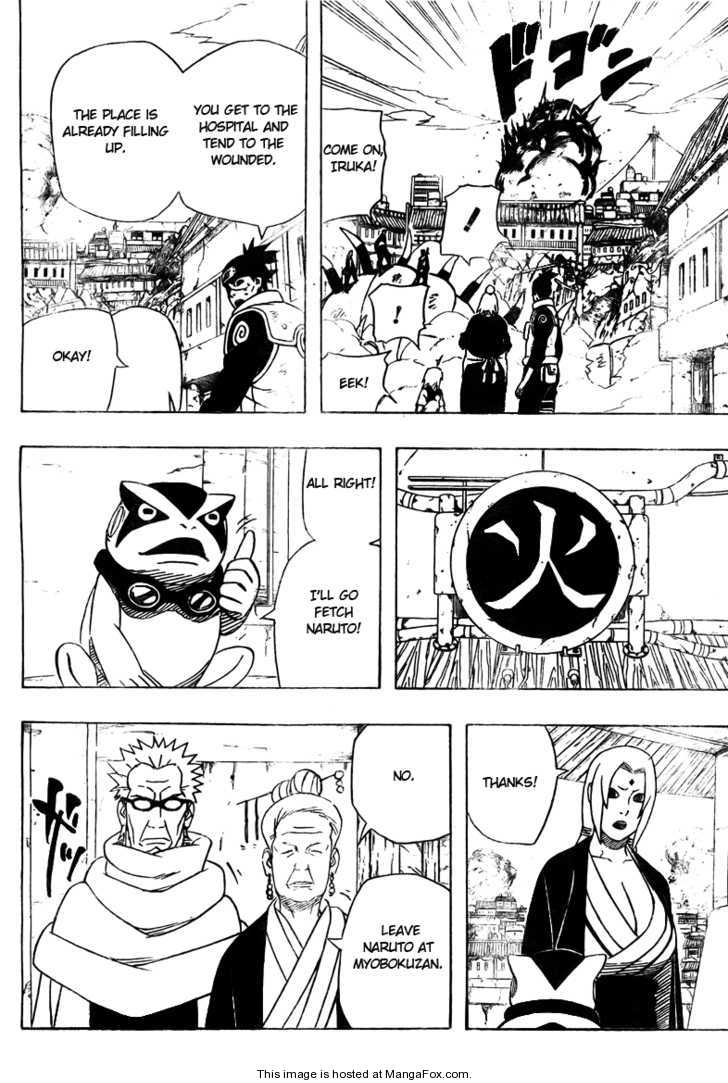 ドゴン
COME ON,
IRUKA!
!
!
EEK!
YOU GET TO THE
HOSPITAL AND
TEND TO THE
WOUNDED.
THE PLACE IS
ALREADY FILLING
UP.
OKAY!
火
ALL RIGHT!
I'LL GO
FETCH
NARUTO!
THANKS!
NO.
LEAVE
NARUTO AT
MYOBOKUZAN.
ザッ
This image is hosted at MangaFox.com.